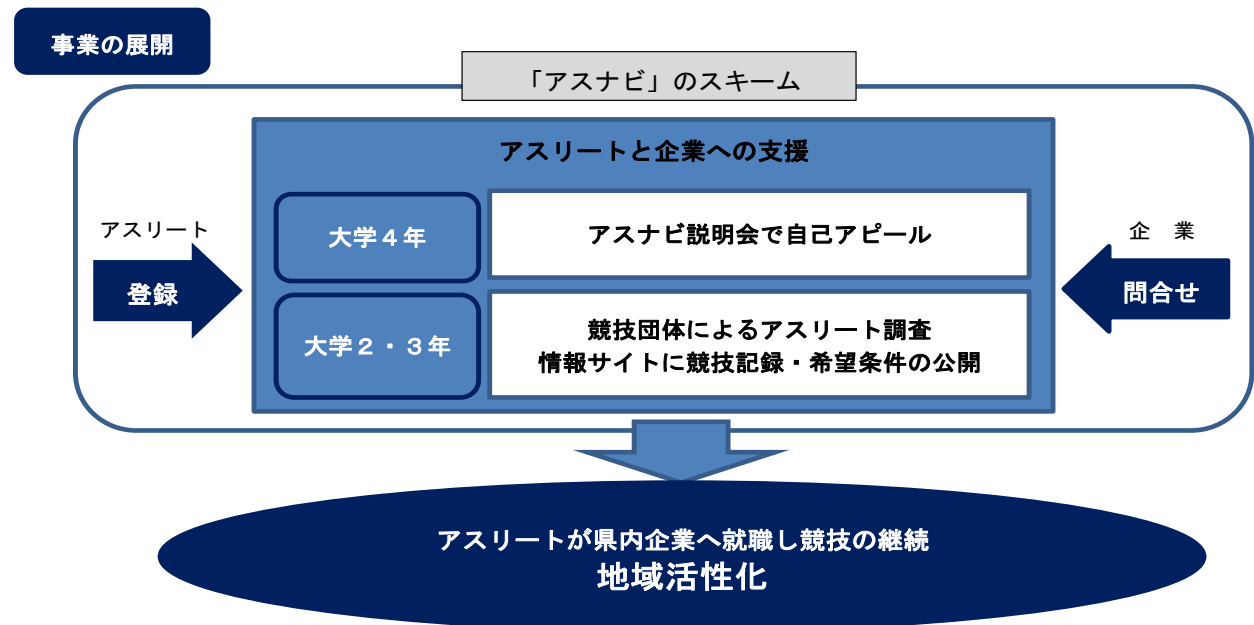 事業の展開
「アスナビ」のスキーム
アスリートと企業への支援
アスリート
登録
大学４年
アスナビ説明会で自己アピール
大学２・３年
競技団体によるアスリート調査
情報サイトに競技記録・希望条件の公開
企　業
問合せ
アスリートが県内企業へ就職し競技の継続
地域活性化